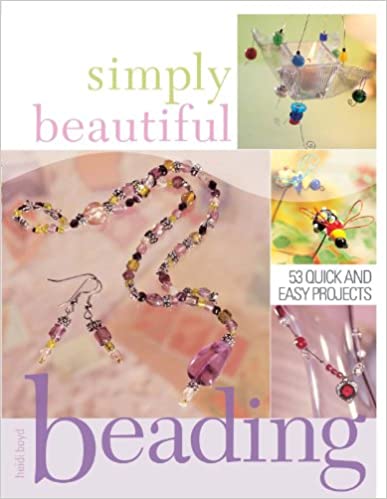 simply
beautiful
53 QUICK AND
EASY PROJECTS
heidi boyd
beading